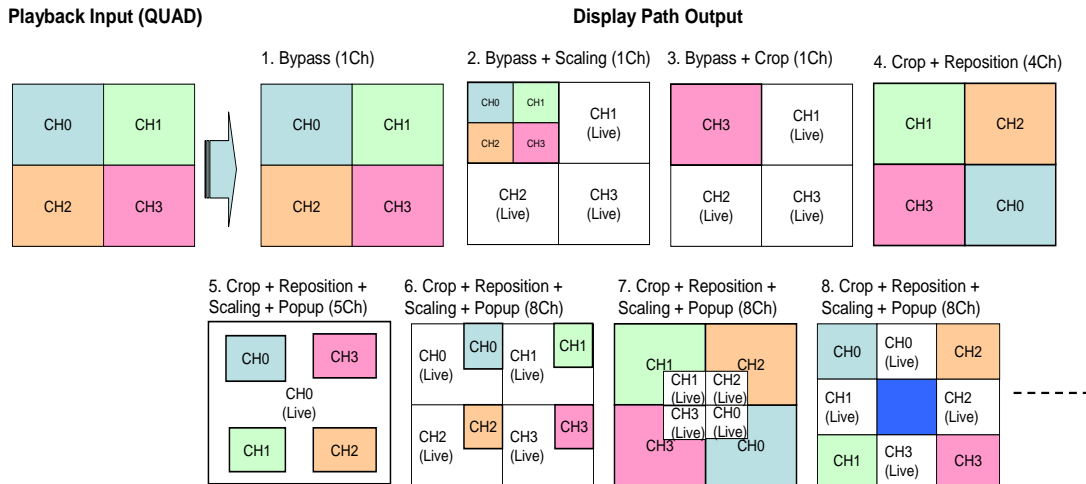 Playback Input (QUAD)
Display Path Output
CH0
CH1
CH2
CH3
1. Bypass (1Ch)
CH0
CH1
CH2
CH3
2. Bypass + Scaling (1Ch)
CH0
CH1
CH2
CH3
CH1
(Live)
CH2
(Live)
CH3
(Live)
3. Bypass + Crop (1Ch)
CH3
CH1
(Live)
CH2
(Live)
CH3
(Live)
4. Crop + Reposition (4Ch)
CH1
CH2
CH3
CH0
5. Crop + Reposition +
Scaling + Popup (5Ch)
CH0
CH3
CH0
(Live)
CH1
CH2
6. Crop + Reposition +
Scaling + Popup (8Ch)
CH0
(Live)
CH0
CH1
(Live)
CH1
CH2
(Live)
CH2
CH3
(Live)
CH3
7. Crop + Reposition +
Scaling + Popup (8Ch)
CH1
CH2
CH1
(Live)
CH2
(Live)
CH3
(Live)
CH0
(Live)
CH3
CH0
8. Crop + Reposition +
Scaling + Popup (8Ch)
CH0
CH0
(Live)
CH2
CH1
(Live)
CH2
(Live)
CH1
CH3
(Live)
CH3